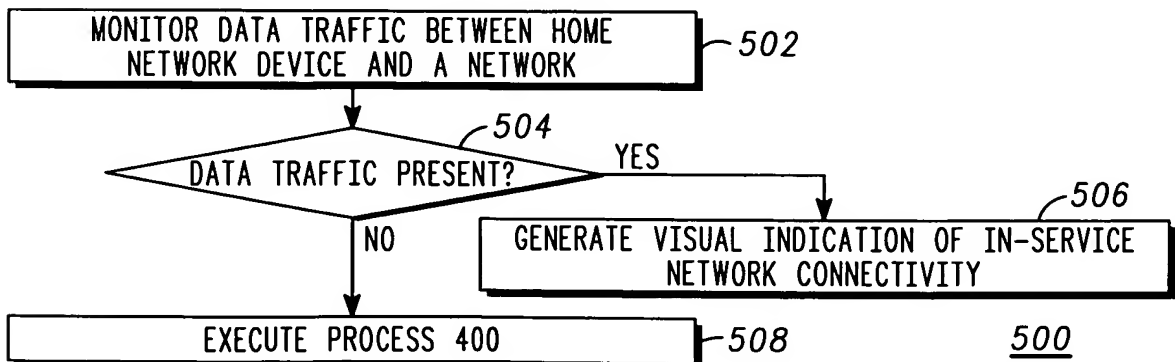 MONITOR DATA TRAFFIC BETWEEN HOME
NETWORK DEVICE AND A NETWORK
502
504
DATA TRAFFIC PRESENT?
YES
506
NO
GENERATE VISUAL INDICATION OF IN-SERVICE
NETWORK CONNECTIVITY
EXECUTE PROCESS 400
508
500